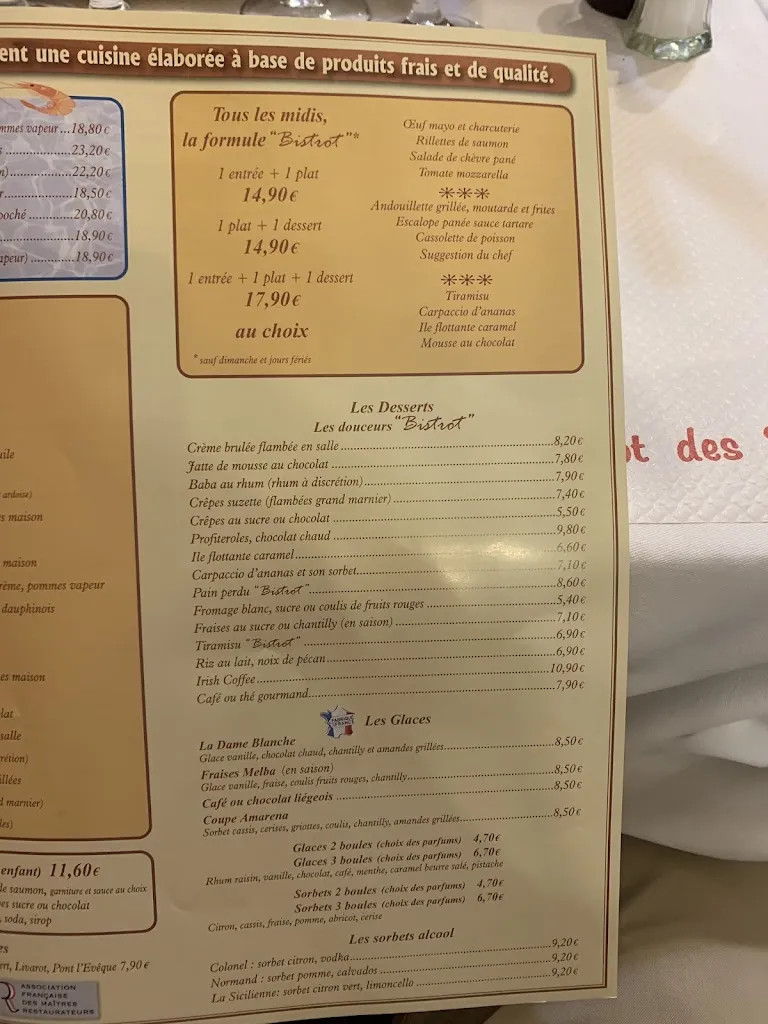 ent une cuisine élaborée à base de produits frais et de qualité.
mmes vapeur...18,80€
23,20€
22,20€
18,50€
oché...20,80€
18,90€
apeur)...18,90€
Tous les midis,
la formule "Bistrot"*
1 entrée + 1 plat
14,90€
1 plat + 1 dessert
14,90€
1 entrée + 1 plat + 1 dessert
17,90€
au choix
* sauf dimanche et jours fériés
Œuf mayo et charcuterie
Rillettes de saumon
Salade de chèvre pané
Tomate mozzarella
Andouillette grillée, moutarde et frites
Escalope panée sauce tartare
Cassolette de poisson
Suggestion du chef
Tiramisu
Carpaccio d'ananas
Ile flottante caramel
Mousse au chocolat
Les Desserts
Les douceurs "Bistrot"
Crème brulée flambée en salle...8,20€
Jatte de mousse au chocolat...7,80€
Baba au rhum (rhum à discrétion)...7,90€
Crêpes suzette (flambées grand marnier)...7,40€
Crêpes au sucre ou chocolat...5,50€
Profiteroles, chocolat chaud...9,80€
Ile flottante caramel...6,60€
Carpaccio d'ananas et son sorbet...7,10€
Pain perdu "Bistrot"...8,60€
Fromage blanc, sucre ou coulis de fruits rouges...5,40€
Fraises au sucre ou chantilly (en saison)...7,10€
Tiramisu "Bistrot"...6,90€
Riz au lait, noix de pécan...6,90€
Irish Coffee...10,90€
Café ou thé gourmand...7,90€
Les Glaces
La Dame Blanche
Glace vanille, chocolat chaud, chantilly et amandes grillées...8,50€
Fraises Melba (en saison)
Glace vanille, fraise, coulis fruits rouges, chantilly...8,50€
Café ou chocolat liégeois...8,50€
Coupe Amarena
Sorbet cassis, cerises, griottes, coulis, chantilly, amandes grillées...8,50€
Glaces 2 boules (choix des parfums) 4,70€
Glaces 3 boules (choix des parfums) 6,70€
Rhum raisin, vanille, chocolat, café, menthe, caramel beurre salé, pistache
Sorbets 2 boules (choix des parfums) 4,70€
Sorbets 3 boules (choix des parfums) 6,70€
Citron, cassis, fraise, pomme, abricot, cerise
Les sorbets alcool
Colonel : sorbet citron, vodka...9,20€
Normand : sorbet pomme, calvados...9,20€
La Sicilienne: sorbet citron vert, limoncello...9,20€
uile
ardoise)
s maison
maison
rème, pommes vapeur
dauphinois
es maison
lat
salle
rétion)
illées
d marnier)
les)
enfant) 11,60€
de saumon, garniture et sauce au choix
es sucre ou chocolat
, soda, sirop
es
ert, Livarot, Pont l'Evêque 7,90€
R ASSOCIATION
FRANÇAISE
DES MAÎTRES
RESTAURATEURS
ot des